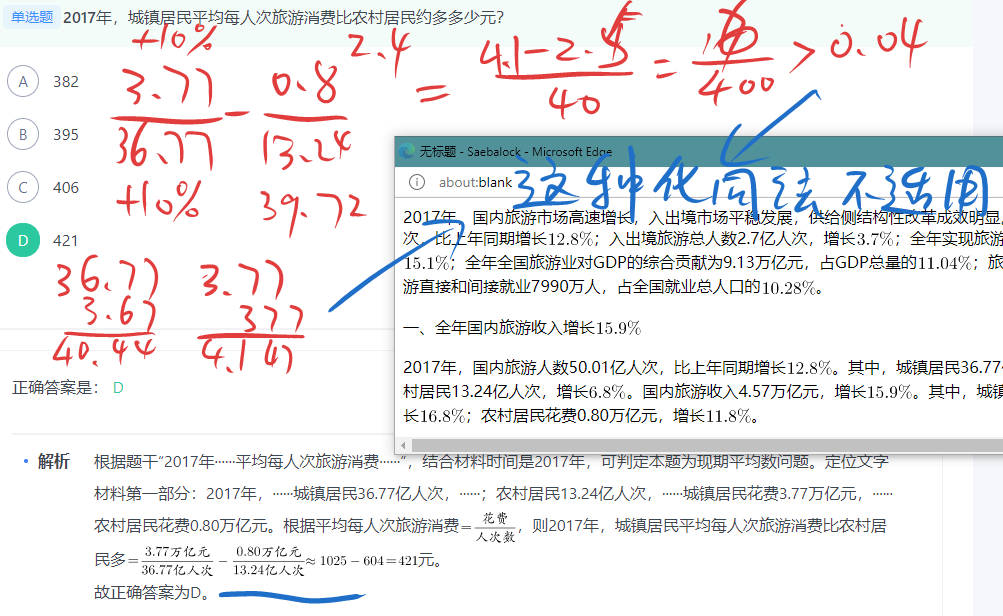 单选题 2017年，城镇居民平均每人次旅游消费比农村居民约多多少元？
A 382
B 395
C 406
D 421
+10% 2.4
3.77/36.77 - 0.8/13.24 = (4.1-2.4)/40 = /400 > 0.04
+10% 39.72
36.77 3.77
3.67 377
40.44 4.147
这种化同法不适用
无标题 - Saebalock - Microsoft Edge
about:blank
2017年，国内旅游市场高速增长，入出境市场平稳发展，供给侧结构性改革成效明显
次，比上年同期增长12.8%；入出境旅游总人数2.7亿人次，增长3.7%；全年实现旅游
15.1%；全年全国旅游业对GDP的综合贡献为9.13万亿元，占GDP总量的11.04%；旅
游直接和间接就业7990万人，占全国就业总人口的10.28%。
一、全年国内旅游收入增长15.9%
2017年，国内旅游人数50.01亿人次，比上年同期增长12.8%。其中，城镇居民36.77
村居民13.24亿人次，增长6.8%。国内旅游收入4.57万亿元，增长15.9%。其中，城
长16.8%；农村居民花费0.80万亿元，增长11.8%。
正确答案是： D
• 解析 根据题干“2017年……平均每人次旅游消费……”，结合材料时间是2017年，可判定本题为现期平均数问题。定位文字
材料第一部分：2017年，……城镇居民36.77亿人次，……；农村居民13.24亿人次，……城镇居民花费3.77万亿元，……
农村居民花费0.80万亿元。根据平均每人次旅游消费=花费/人次数，则2017年，城镇居民平均每人次旅游消费比农村居
民多=3.77万亿元/36.77亿人次 - 0.80万亿元/13.24亿人次≈1025-604=421元。
故正确答案为D。